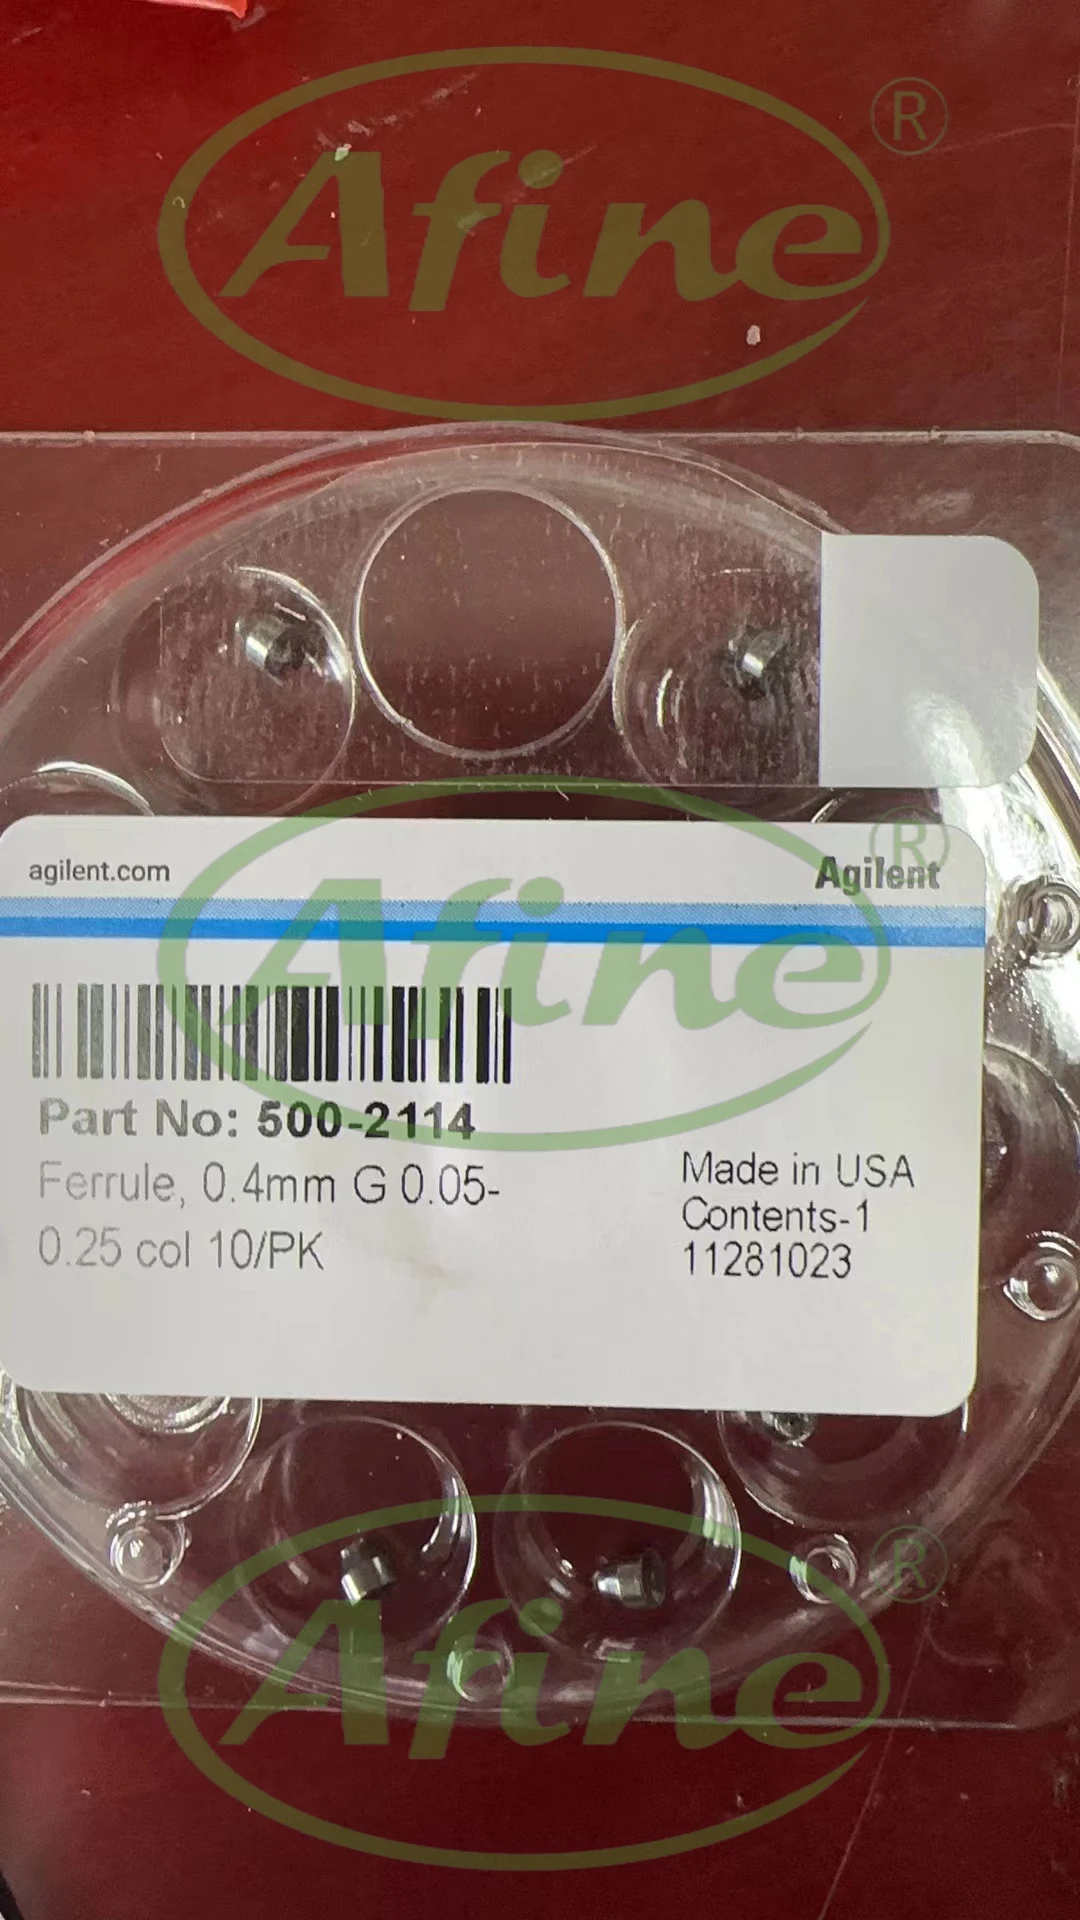 Afine ®
agilent.com
Agilent
Afine ®
Part No: 500-2114
Ferrule, 0.4mm G 0.05-
0.25 col 10/PK
Made in USA
Contents-1
11281023
Afine ®